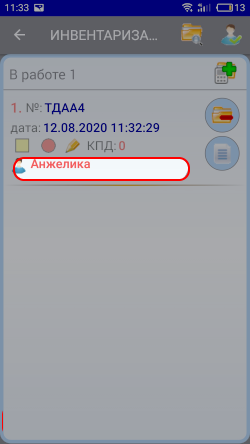 11:33 13
ИНВЕНТАРИЗА...
В работе 1
1. №: ТДАА4
дата: 12.08.2020 11:32:29
КПД: 0
Анжелика